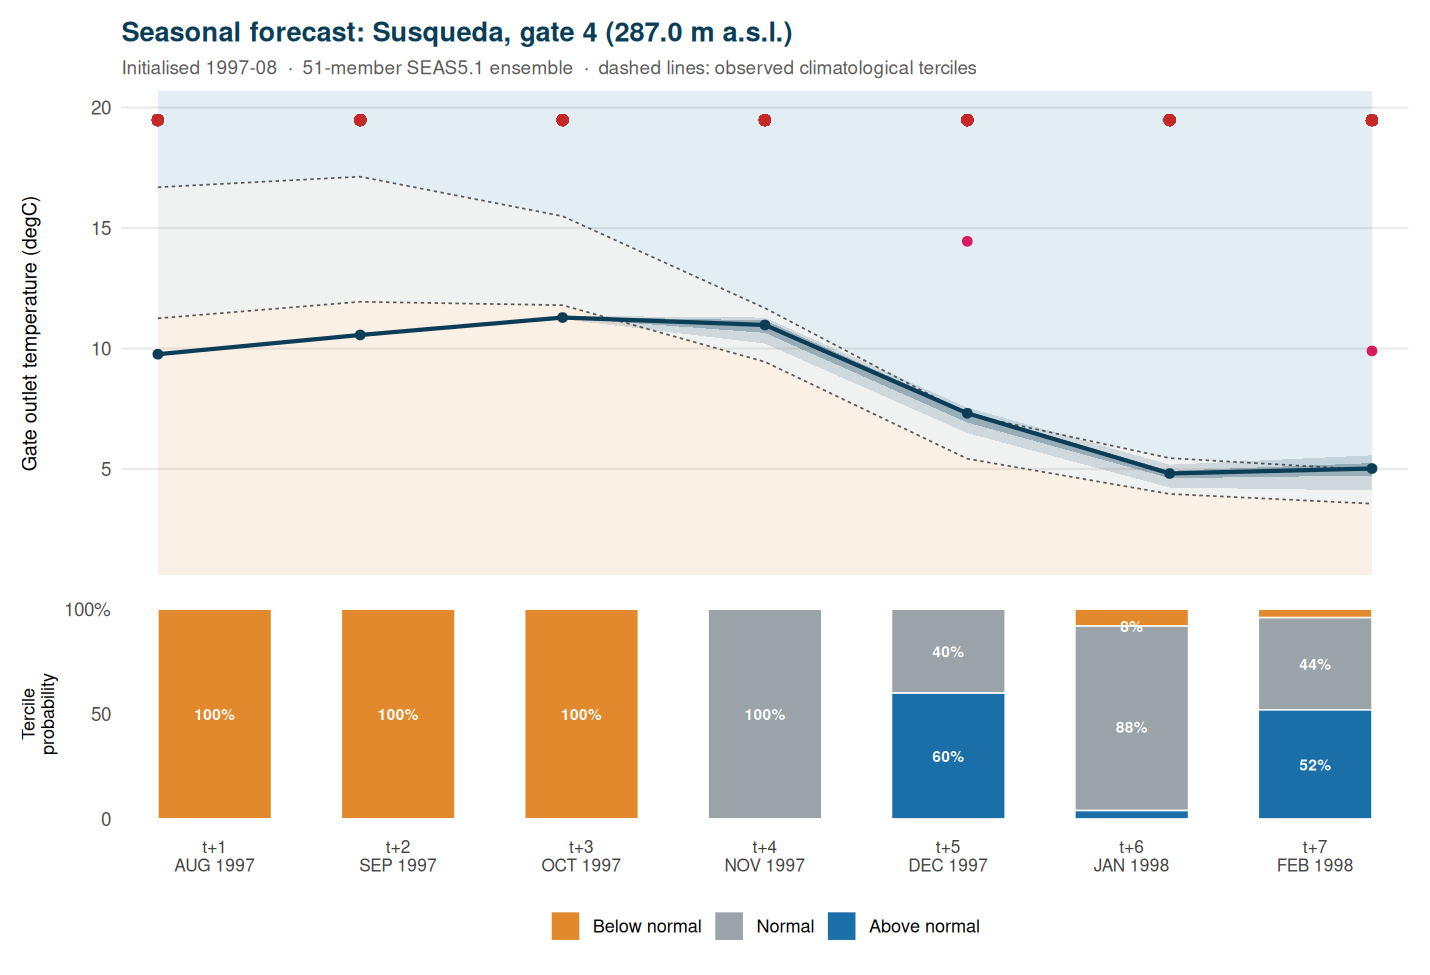 Seasonal forecast: Susqueda, gate 4 (287.0 m a.s.l.)
Initialised 1997-08 · 51-member SEAS5.1 ensemble · dashed lines: observed climatological terciles
Gate outlet temperature (degC)
20
15
10
5
Tercile
probability
100%
50
0
100%
100%
100%
100%
40%
60%
8%
88%
44%
52%
t+1
AUG 1997
t+2
SEP 1997
t+3
OCT 1997
t+4
NOV 1997
t+5
DEC 1997
t+6
JAN 1998
t+7
FEB 1998
Below normal
Normal
Above normal